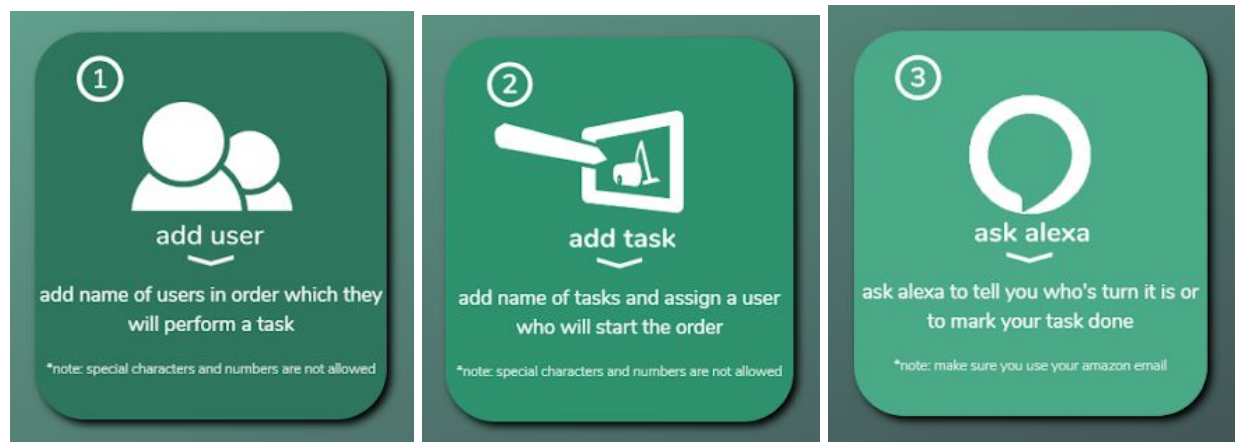 1
add user
add name of users in order which they
will perform a task
*note: special characters and numbers are not allowed
2
add task
add name of tasks and assign a user
who will start the order
*note: special characters and numbers are not allowed
3
ask alexa
ask alexa to tell you who's turn it is or
to mark your task done
*note: make sure you use your amazon email